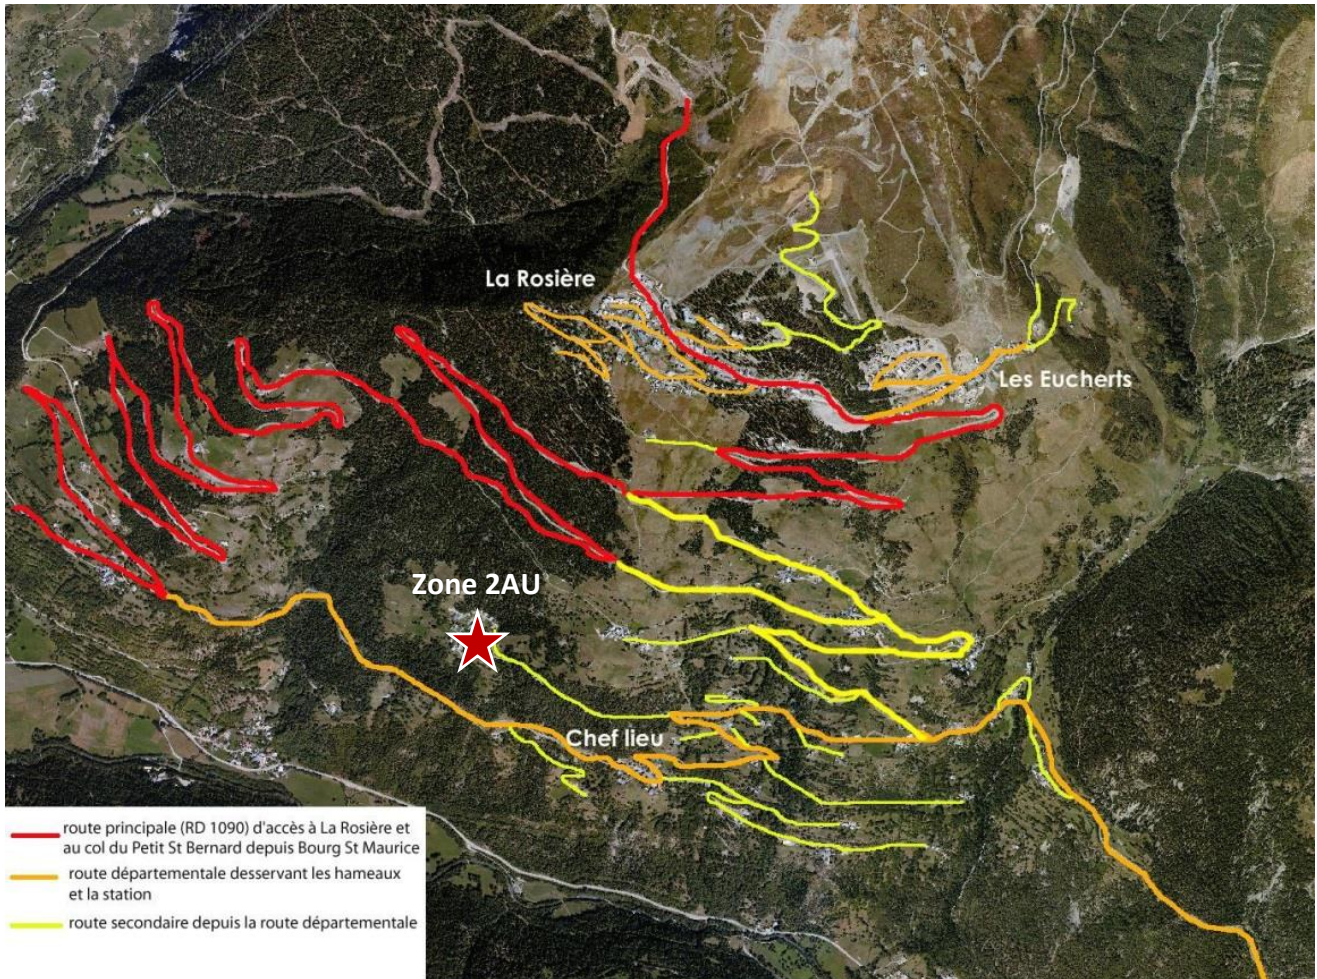 La Rosière
Les Eucherts
Zone 2AU
Chef lieu
route principale (RD 1090) d'accès à La Rosière et
au col du Petit St Bernard depuis Bourg St Maurice
route départementale desservant les hameaux
et la station
route secondaire depuis la route départementale